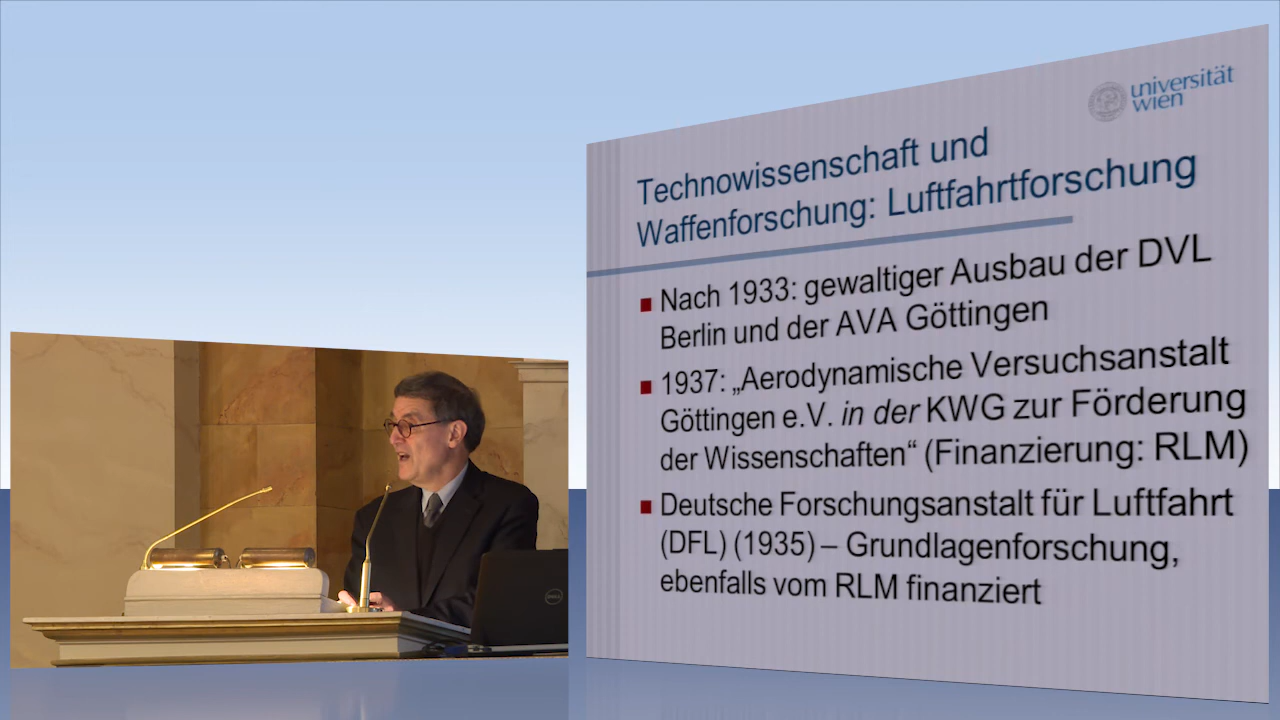 universität
wien
Technowissenschaft und
Waffenforschung: Luftfahrtforschung
Nach 1933: gewaltiger Ausbau der DVL
Berlin und der AVA Göttingen
1937: „Aerodynamische Versuchsanstalt
Göttingen e.V. in der KWG zur Förderung
der Wissenschaften“ (Finanzierung: RLM)
Deutsche Forschungsanstalt für Luftfahrt
(DFL) (1935) – Grundlagenforschung,
ebenfalls vom RLM finanziert
DELL